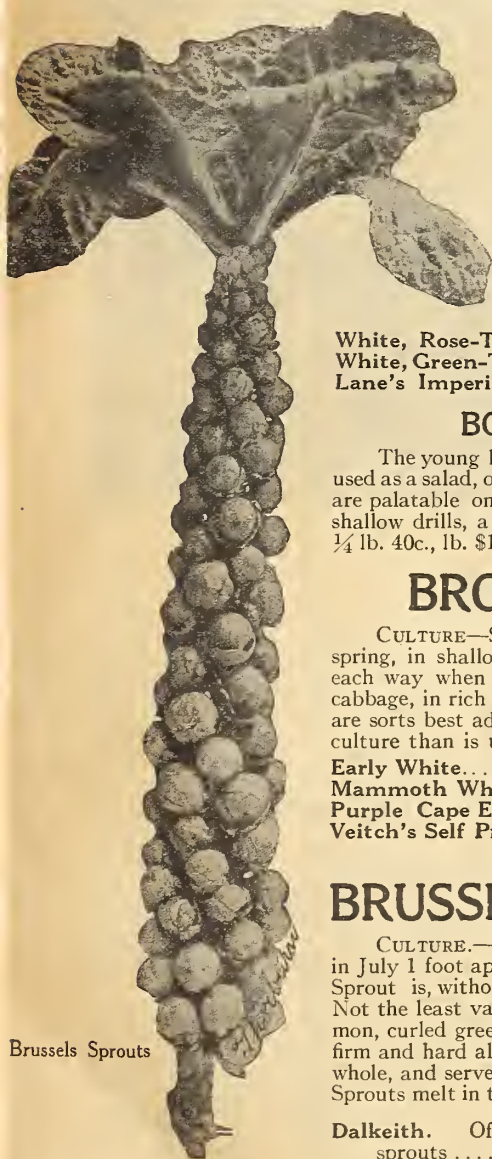 White, Rose-T
White, Green-T
Lane's Imperi
BO
The young l
used as a salad, o
are palatable on
shallow drills, a
¼ lb. 40c., lb. $1
BRO
CULTURE—S
spring, in shallo
each way when
cabbage, in rich
are sorts best ad
culture than is u
Early White...
Mammoth Wh
Purple Cape E
Veitch's Self P
BRUSSE
CULTURE.—
in July 1 foot ap
Sprout is, witho
Not the least va
mon, curled gree
firm and hard al
whole, and serve
Sprouts melt in t
Dalkeith. Of
sprouts ....
Brussels Sprouts